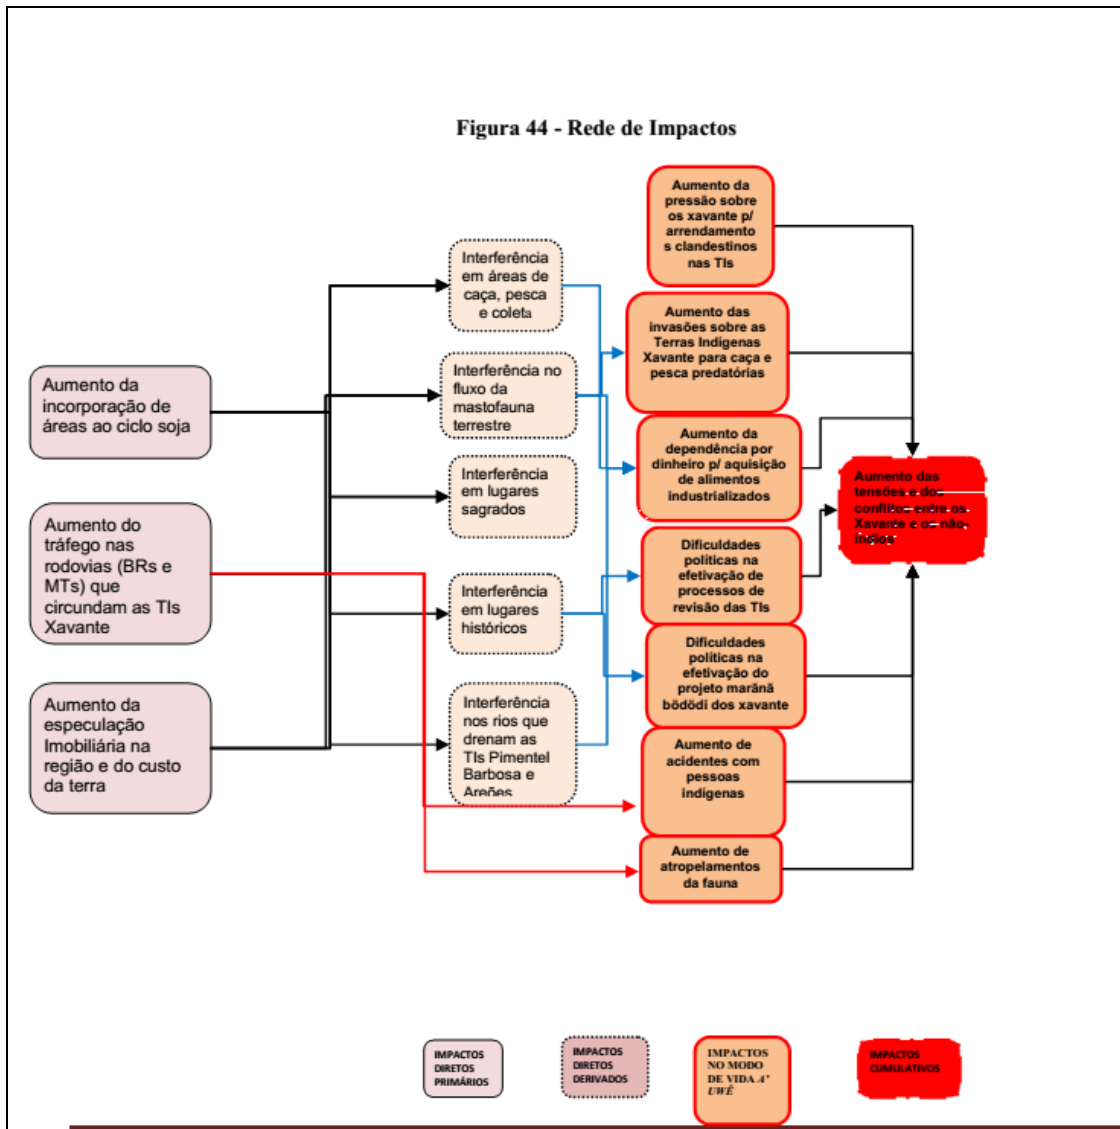 Figura 44 - Rede de Impactos
Aumento da
incorporação de
áreas ao ciclo soja
Aumento do
tráfego nas
rodovias (BRs e
MTs) que
circundam as TIs
Xavante
Aumento da
especulação
Imobiliária na
região e do custo
da terra
Interferência
em áreas de
caça, pesca
e coleta
Interferência no
fluxo da
mastofauna
terrestre
Interferência
em lugares
sagrados
Interferência
em lugares
históricos
Interferência
nos rios que
drenam as
TIs Pimentel
Barbosa e
Areões
Aumento da
pressão sobre
os xavante p/
arrendamento
s clandestinos
nas TIs
Aumento das
invasões sobre as
Terras Indígenas
Xavante para caça e
pesca predatórias
Aumento da
dependência por
dinheiro p/ aquisição
de alimentos
industrializados
Dificuldades
políticas na
efetivação de
processos de
revisão das TIs
Dificuldades
políticas na
efetivação do
projeto marãnã
bödödi dos xavante
Aumento de
acidentes com
pessoas
indígenas
Aumento de
atropelamentos
da fauna
Aumento das
tensões e dos
conflitos entre os
Xavante e os não-
índios
IMPACTOS
DIRETOS
PRIMÁRIOS
IMPACTOS
DIRETOS
DERIVADOS
IMPACTOS
NO MODO
DE VIDA A'
UWẼ
IMPACTOS
CUMULATIVOS